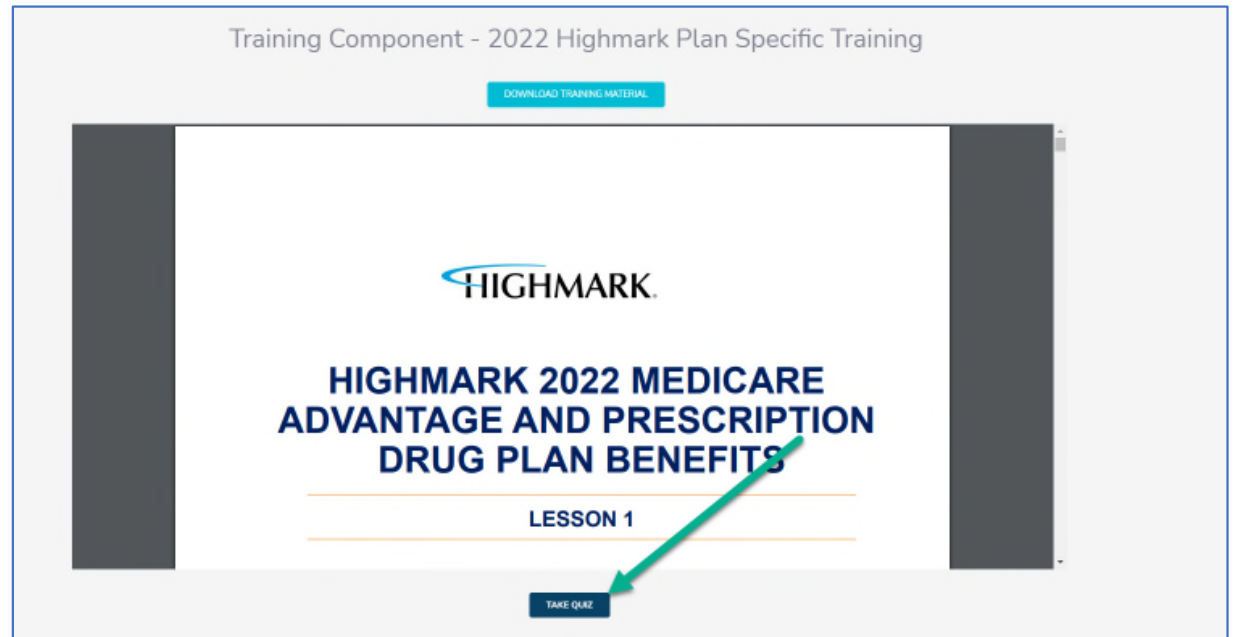 Training Component - 2022 Highmark Plan Specific Training
DOWNLOAD TRAINING MATERIAL
HIGHMARK.
HIGHMARK 2022 MEDICARE
ADVANTAGE AND PRESCRIPTION
DRUG PLAN BENEFITS
LESSON 1
TAKE QUIZ